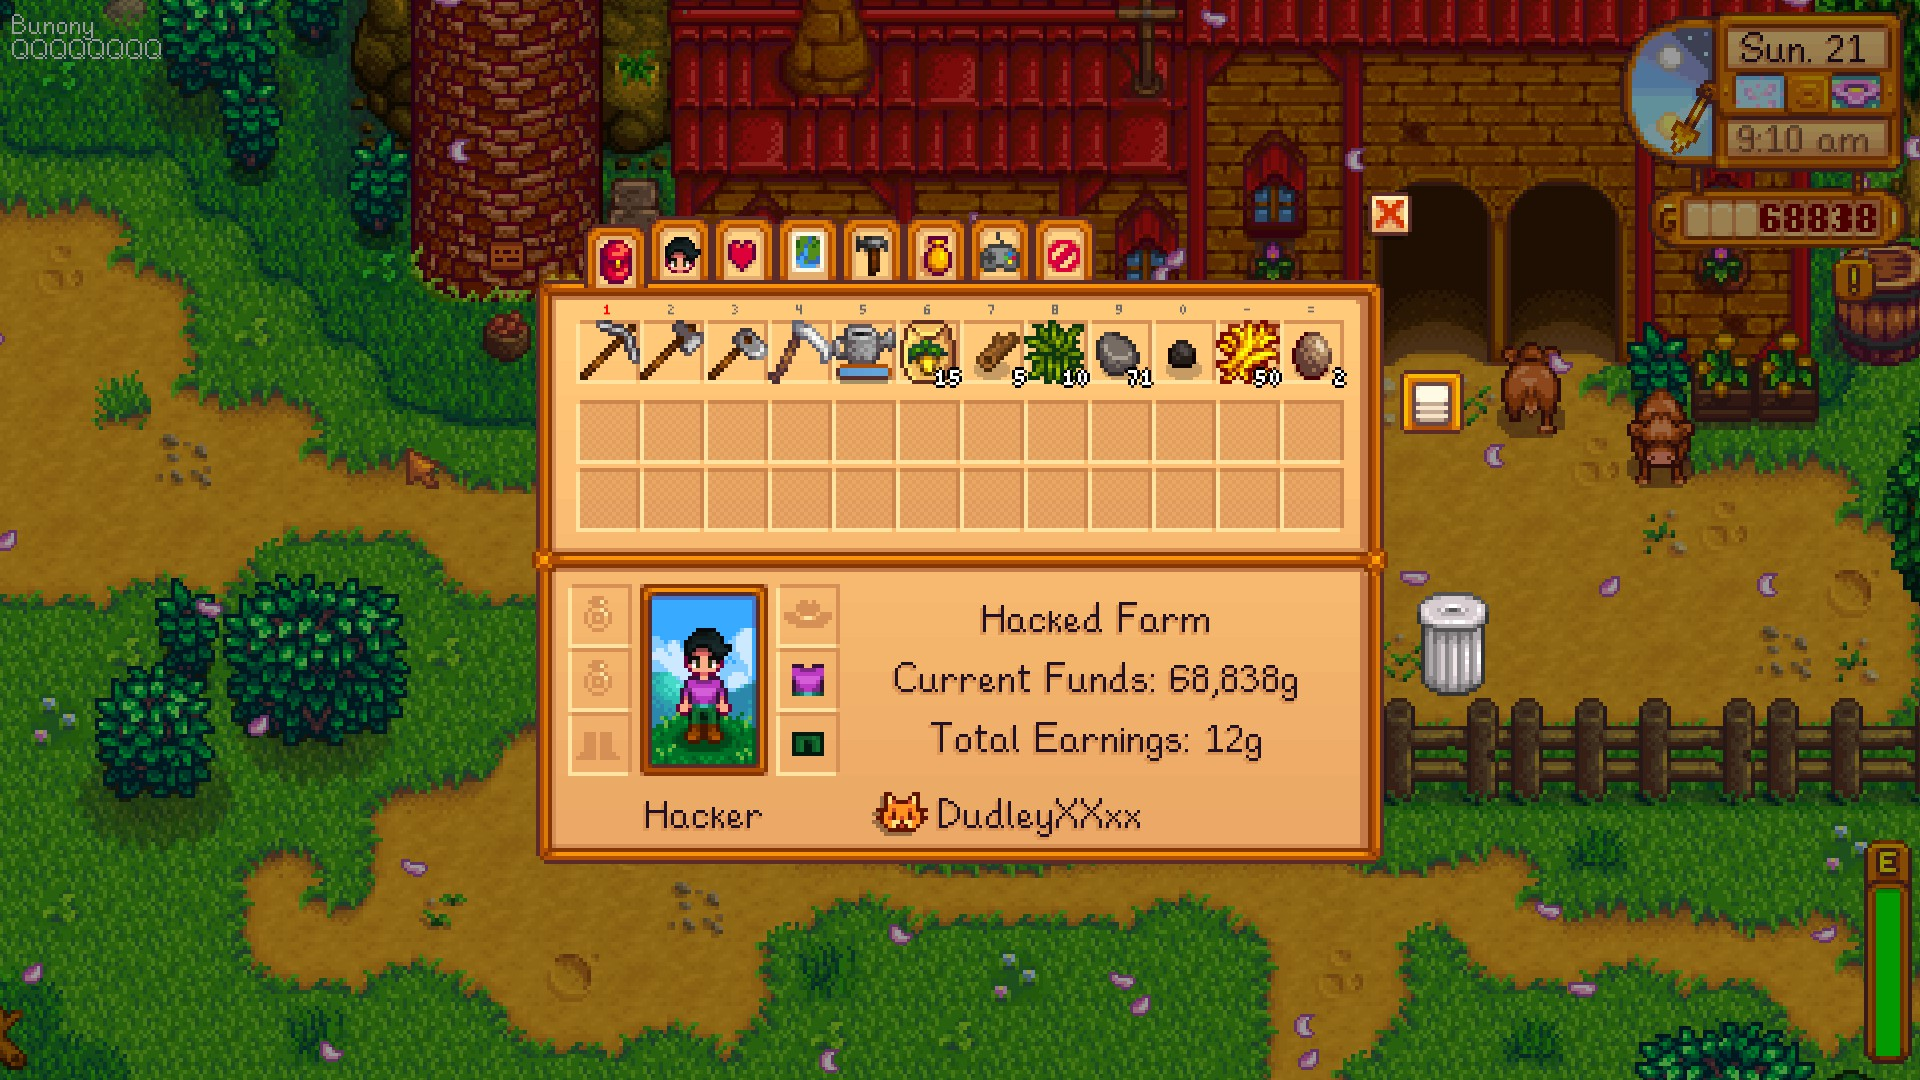 Bunony
QQQQQQQQ
Sun. 21
9:10 am
G 68838
1 2 3 4 5 6 7 8 9 0 - =
15 5 10 71 50 2
Hacked Farm
Current Funds: 68,838g
Total Earnings: 12g
Hacker
DudleyXXxx
E